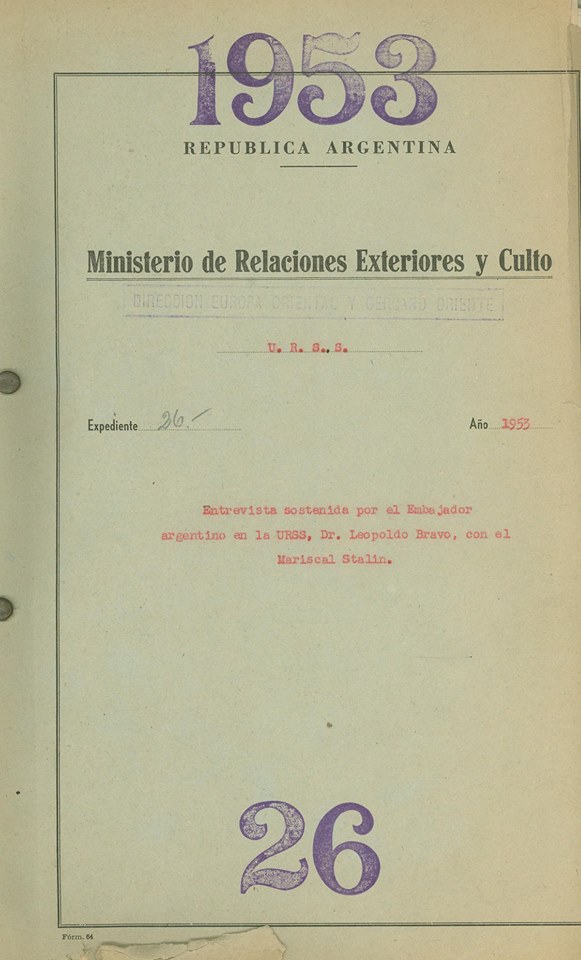 1953
REPUBLICA ARGENTINA
Ministerio de Relaciones Exteriores y Culto
DIRECCION EUROPA ORIENTAL Y CERCANO ORIENTE
U. R. S. S.
Expediente 26.-
Año 1953
Entrevista sostenida por el Embajador
argentino en la URSS, Dr. Leopoldo Bravo, con el
Mariscal Stalin.
26
Fórm. 64